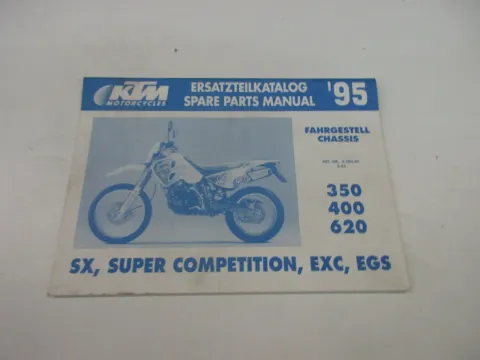 KTM
MOTORCYCLES
ERSATZTEILKATALOG
SPARE PARTS MANUAL
'95
FAHRGESTELL
CHASSIS
350
400
620
SX, SUPER COMPETITION, EXC, EGS